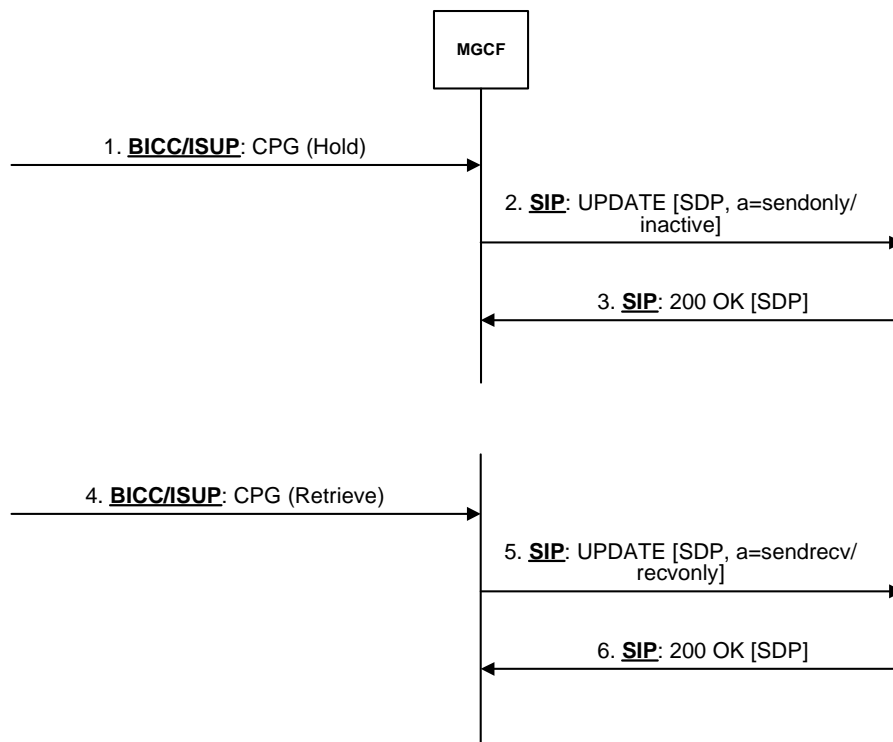 MGCF
1. BICC/ISUP: CPG (Hold)
2. SIP: UPDATE [SDP, a=sendonly/
inactive]
3. SIP: 200 OK [SDP]
4. BICC/ISUP: CPG (Retrieve)
5. SIP: UPDATE [SDP, a=sendrecv/
recvonly]
6. SIP: 200 OK [SDP]